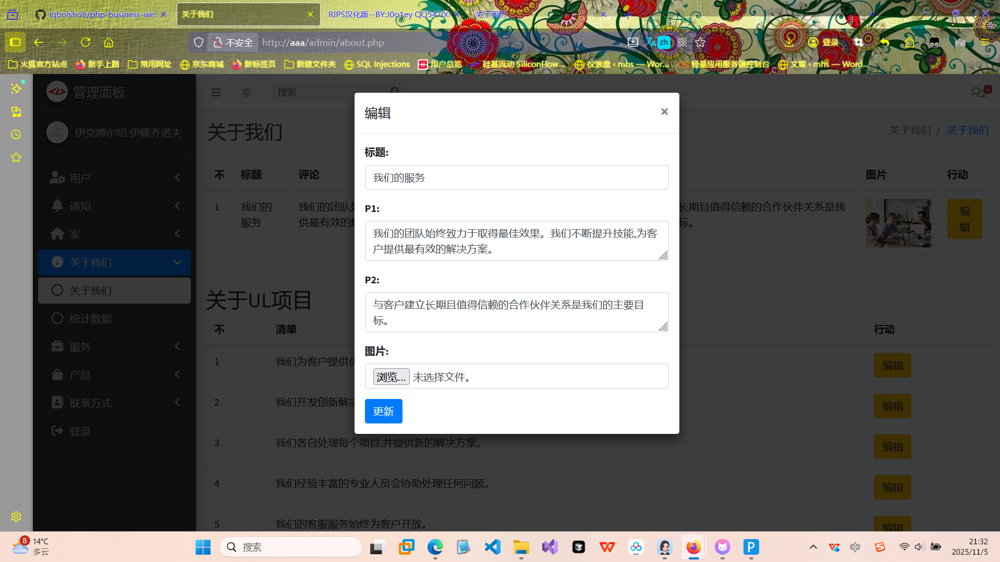 Iqbolshoh/php-business-we
关于我们
RIPS汉化版--BY:J0o1ey QQ54700
关于我们
不安全
http://aaa/admin/about.php
zh
登录
火狐官方站点
新手上路
常用网址
京东商城
新标签页
新建文件夹
SQL Injections
用户总览
硅基流动 SiliconFlow...
仪表盘 ‹ mhs — Wor...
轻量应用服务器控制台
文章 ‹ mhs — Word...
管理面板
家
搜索
4
伊克博尔绍·伊隆乔诺夫
用户
通知
家
关于我们
关于我们
统计数据
服务
产品
联系方式
登录
关于我们
关于我们 / 关于我们
不 标题 评论 图片 行动
1 我们的服务 我们的团队 长期且值得信赖的合作伙伴关系是我
供最有效的 标。
编辑
关于UL项目
不 清单 行动
1 我们为客户提供 编辑
2 我们开发创新解 编辑
3 我们各自处理每个项目,并提供新的解决方案。 编辑
4 我们经验丰富的专业人员会协助处理任何问题。 编辑
5 我们的客服服务始终为客户开放。 编辑
编辑
×
标题:
我们的服务
P1:
我们的团队始终致力于取得最佳效果。我们不断提升技能,为客
户提供最有效的解决方案。
P2:
与客户建立长期且值得信赖的合作伙伴关系是我们的主要目
标。
图片:
浏览... 未选择文件。
更新
8
14°C
多云
搜索
中
21:32
2025/11/5